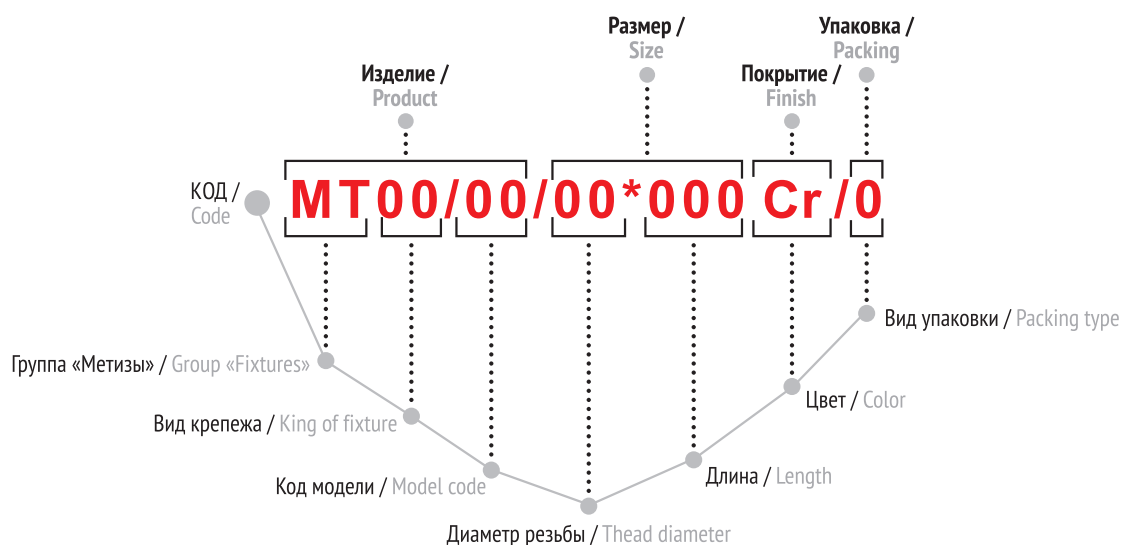 Размер /
Size
Упаковка /
Packing
Изделие /
Product
Покрытие /
Finish
КОД /
Code
MT00/00/00*000 Cr/0
Вид упаковки / Packing type
Группа «Метизы» / Group «Fixtures»
Цвет / Color
Вид крепежа / King of fixture
Длина / Length
Код модели / Model code
Диаметр резьбы / Thead diameter